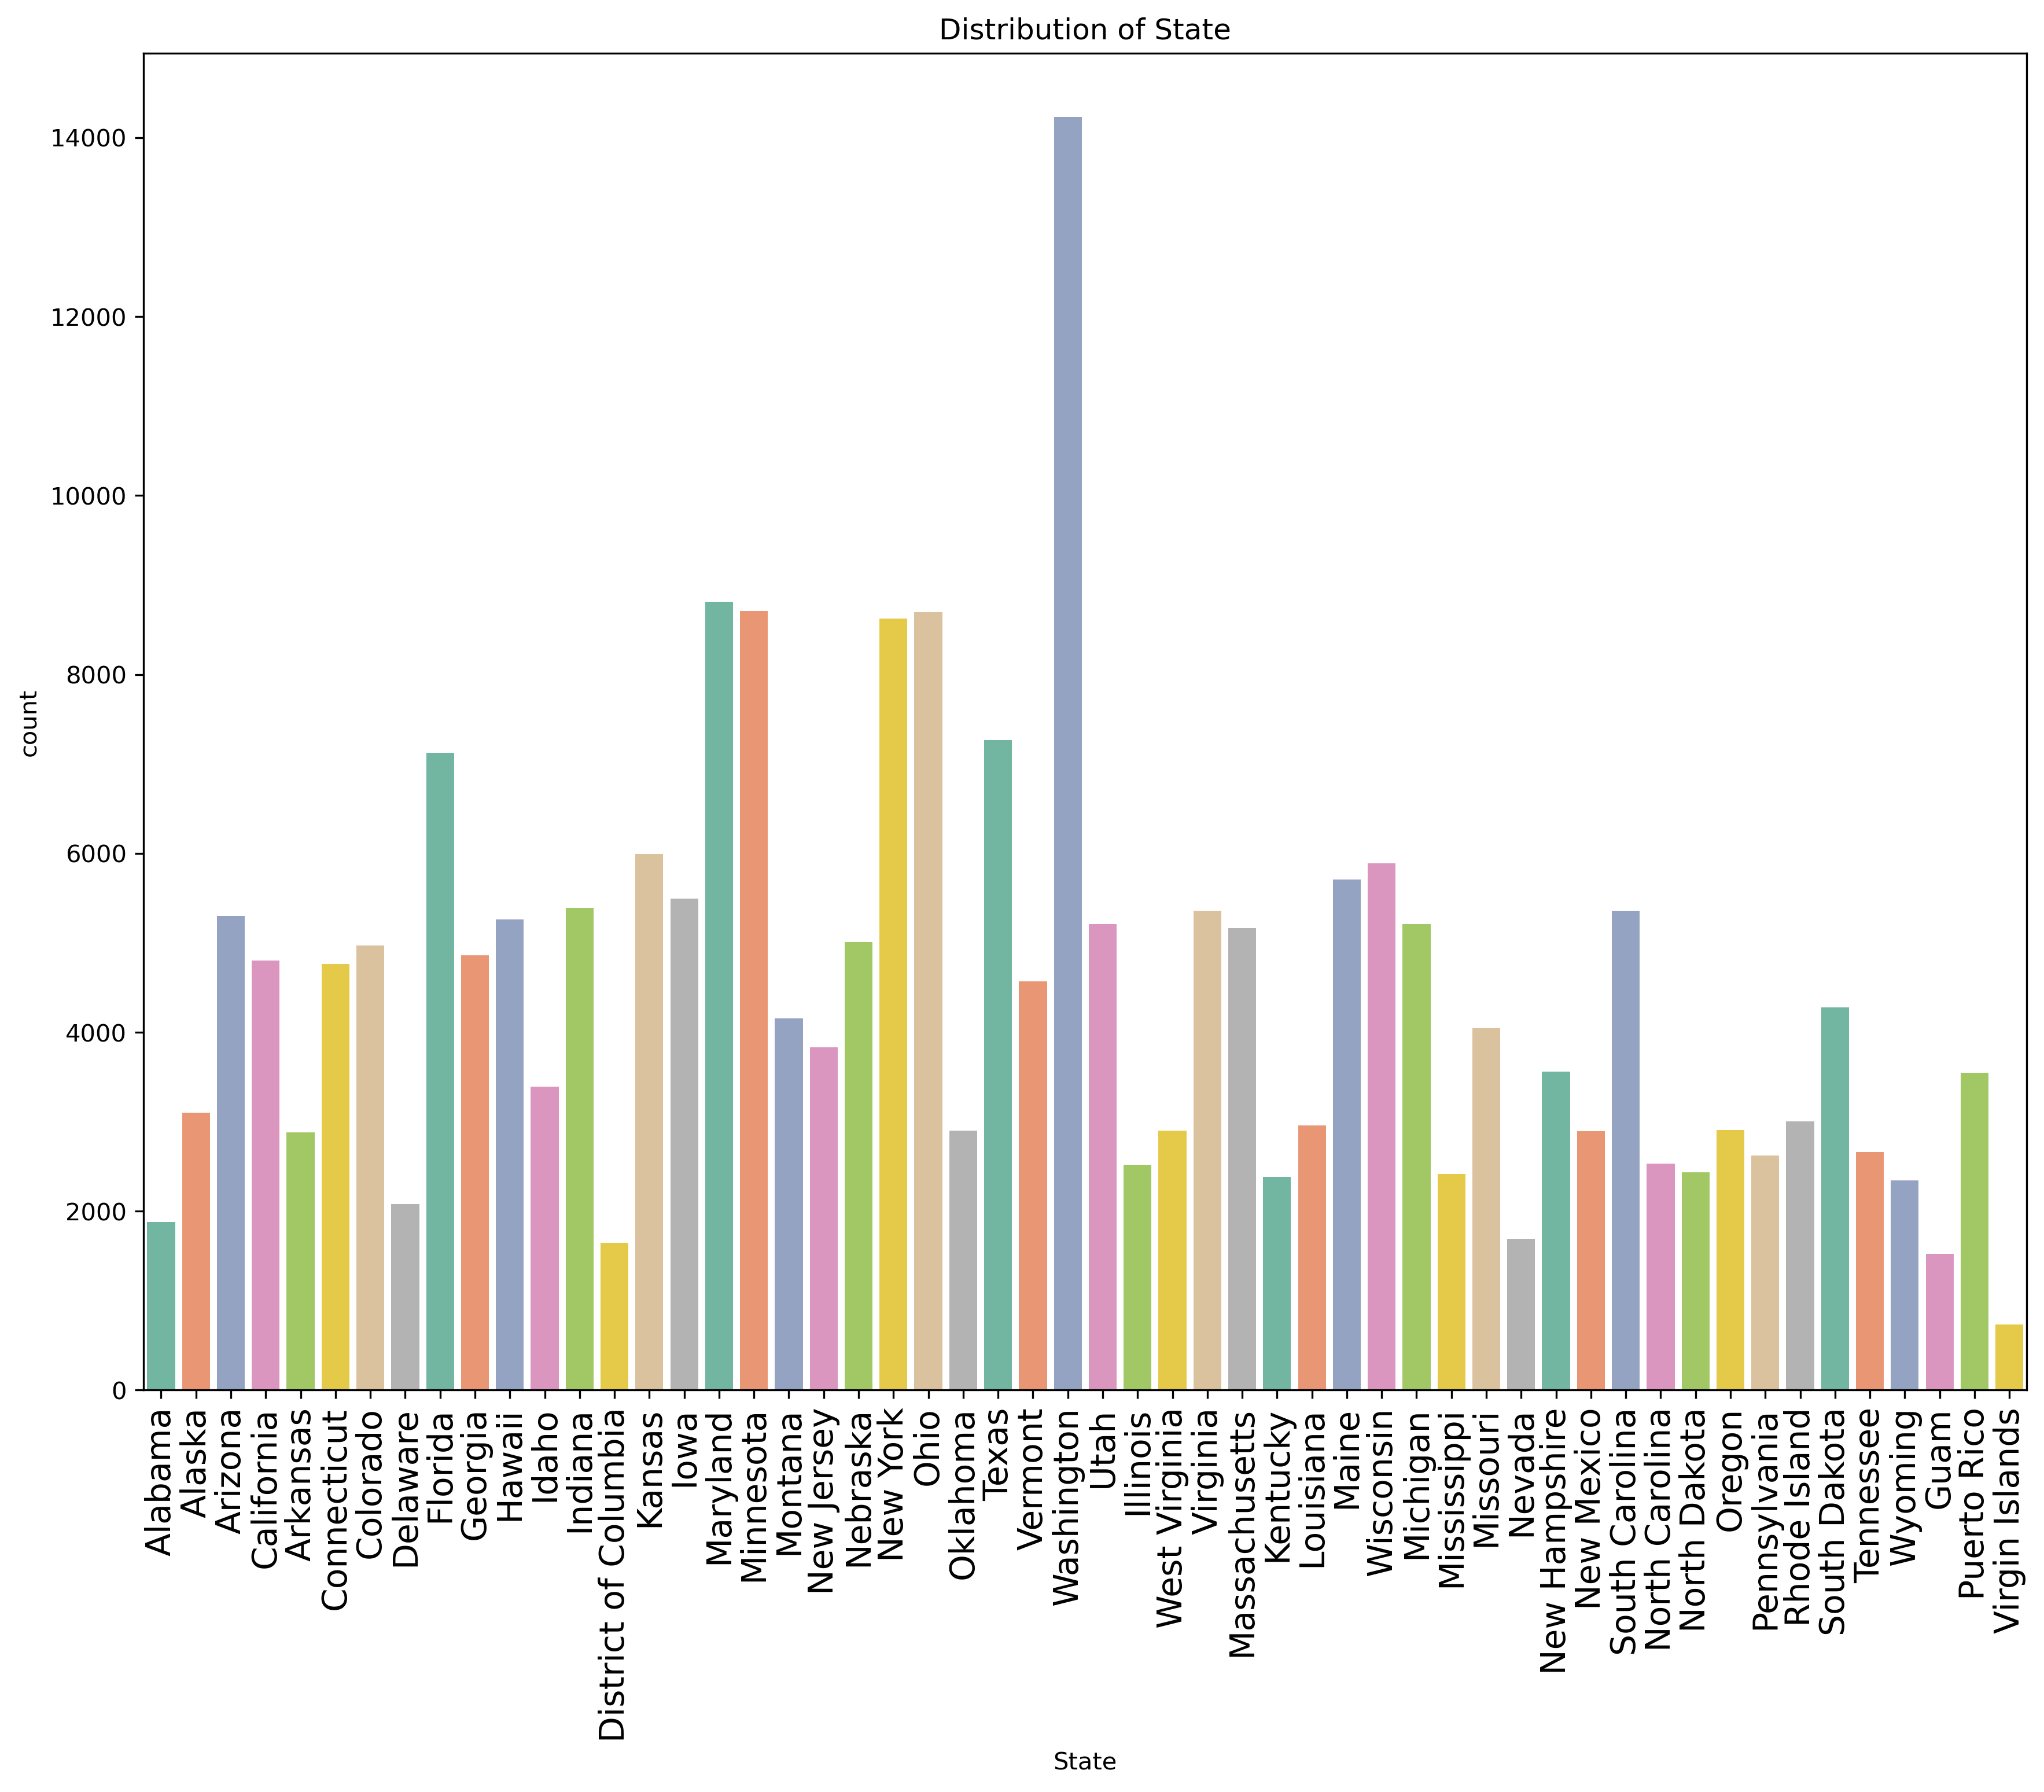 Distribution of State
14000
12000
10000
8000
6000
4000
2000
0
count
Alabama
Alaska
Arizona
California
Arkansas
Connecticut
Colorado
Delaware
Florida
Georgia
Hawaii
Idaho
Indiana
District of Columbia
Kansas
Iowa
Maryland
Minnesota
Montana
New Jersey
Nebraska
New York
Ohio
Oklahoma
Texas
Vermont
Washington
Utah
Illinois
West Virginia
Virginia
Massachusetts
Kentucky
Louisiana
Maine
Wisconsin
Michigan
Mississippi
Missouri
Nevada
New Hampshire
New Mexico
South Carolina
North Carolina
North Dakota
Oregon
Pennsylvania
Rhode Island
South Dakota
Tennessee
Wyoming
Guam
Puerto Rico
Virgin Islands
State